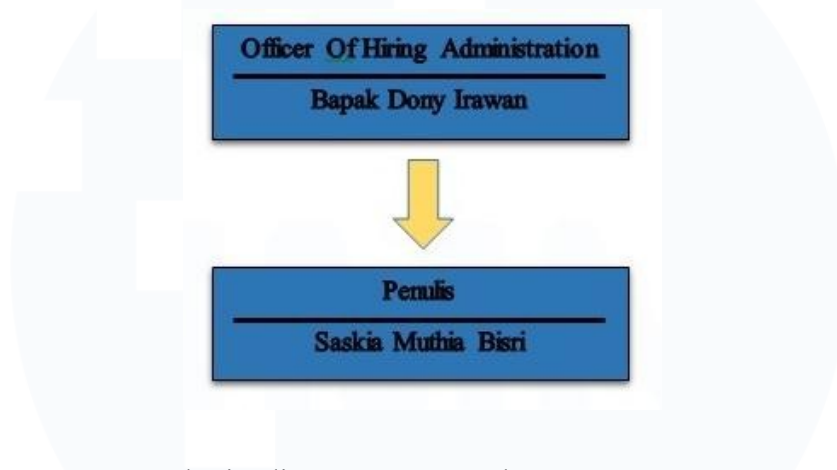 Officer Of Hiring Administration
Bapak Dony Irawan
Penulis
Saskia Muthia Bisri